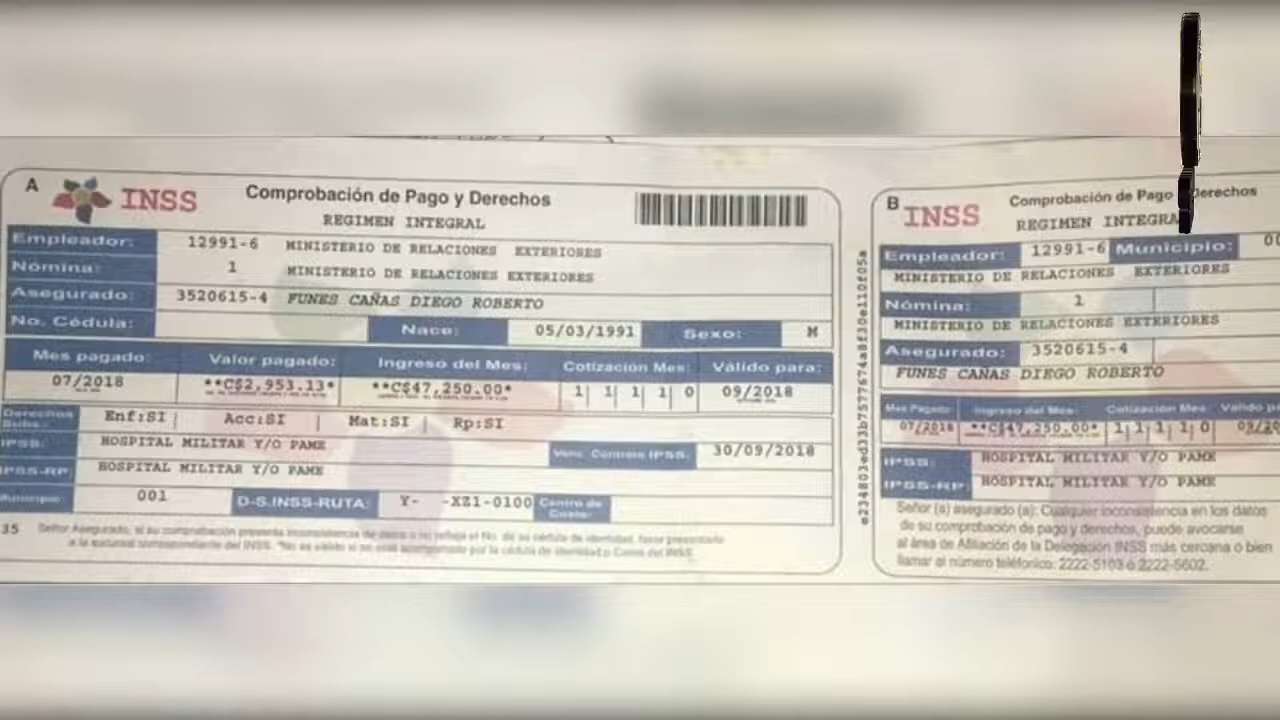 A
INSS
Comprobación de Pago y Derechos
REGIMEN INTEGRAL
Empleador: 12991-6 MINISTERIO DE RELACIONES EXTERIORES
Nómina: 1 MINISTERIO DE RELACIONES EXTERIORES
Asegurado: 3520615-4 FUNES CAÑAS DIEGO ROBERTO
No. Cédula: Nace: 05/03/1991 Sexo: M
Mes pagado: Valor pagado: Ingreso del Mes: Cotización Mes: Válido para:
07/2018 **C$2,953.13* **C$47,250.00* 1 1 1 1 0 09/2018
Derechos Subs.: Enf:SI Acc:SI Mat:SI Rp:SI
IPSS: HOSPITAL MILITAR Y/O PAME Venc. Contrato IPSS: 30/09/2018
IPSS-RP: HOSPITAL MILITAR Y/O PAME
Municipio: 001 D-S.INSS-RUTA: Y- -XZ1-0100 Centro de Costo:
35 Señor Asegurado, si su comprobación presenta inconsistencia de datos o no refleja el No. de su cédula de identidad, favor presentarlo
a la sucursal correspondiente del INSS. *No es válido si no está acompañado por la cédula de identidad o Carné del INSS.
B
INSS
Comprobación de Pago Derechos
REGIMEN INTEGRA
Empleador: 12991-6 Municipio: 00
MINISTERIO DE RELACIONES EXTERIORES
Nómina: 1
MINISTERIO DE RELACIONES EXTERIORES
Asegurado: 3520615-4
FUNES CAÑAS DIEGO ROBERTO
Mes Pagado Ingreso del Mes: Cotización Mes Válido p
07/2018 **C$47,250.00* 1 1 1 1 0 09/20
IPSS: HOSPITAL MILITAR Y/O PAME
IPSS-RP: HOSPITAL MILITAR Y/O PAME
Señor (a) asegurado (a): Cualquier inconsistencia en los datos
de su comprobación de pago y derechos, puede avocarse
al área de Afiliación de la Delegación INSS más cercana o bien
llamar al número telefónico: 2222-5103 ó 2222-5602.